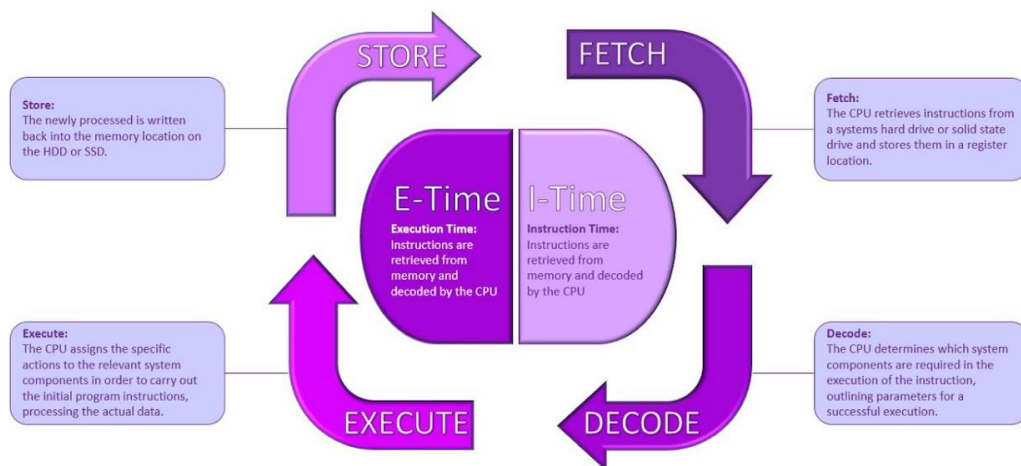 STORE
FETCH
Store:
The newly processed is written
back into the memory location on
the HDD or SSD.
Fetch:
The CPU retrieves instructions from
a systems hard drive or solid state
drive and stores them in a register
location.
E-Time
Execution Time:
Instructions are
retrieved from
memory and
decoded by the CPU
I-Time
Instruction Time:
Instructions are
retrieved from
memory and decoded
by the CPU
Execute:
The CPU assigns the specific
actions to the relevant system
components in order to carry out
the initial program instructions,
processing the actual data.
Decode:
The CPU determines which system
components are required in the
execution of the instruction,
outlining parameters for a
successful execution.
EXECUTE
DECODE